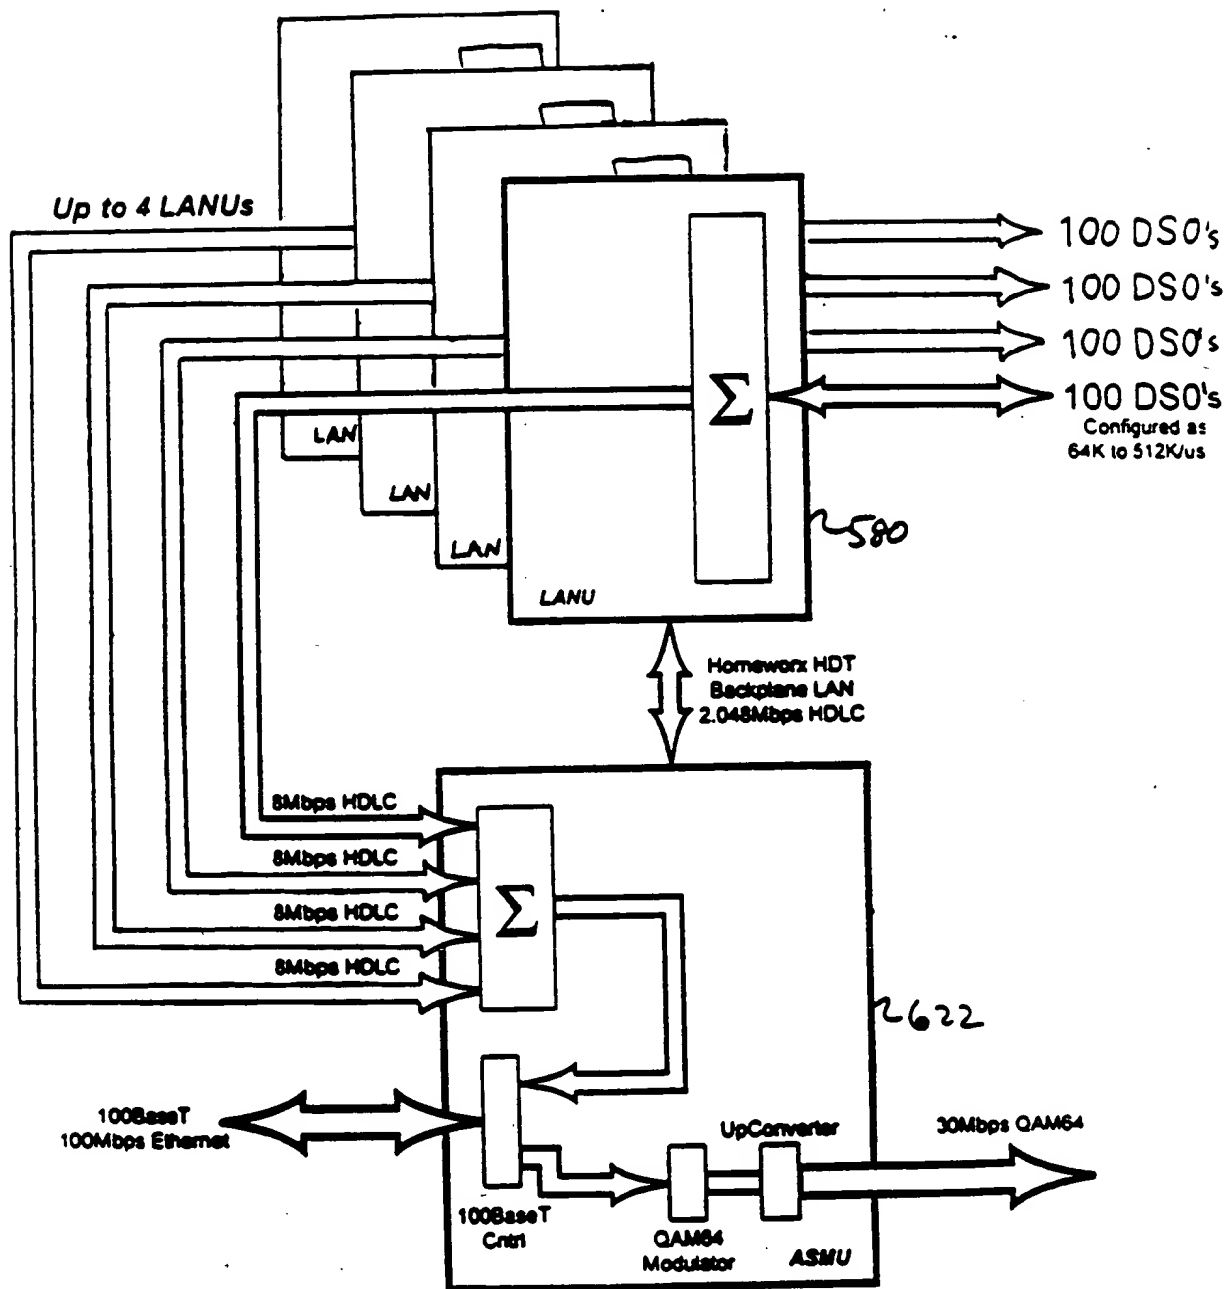 Up to 4 LANUs
100 DS0's
100 DS0's
100 DS0's
100 DS0's
Configured as
64K to 512K/us
Σ
LAN
LAN
LAN
LANU
580
Homeworx HDT
Backplane LAN
2.048Mbps HDLC
8Mbps HDLC
8Mbps HDLC
8Mbps HDLC
8Mbps HDLC
Σ
622
100BaseT
100Mbps Ethernet
UpConverter
30Mbps QAM64
100BaseT
Cntrl
QAM64
Modulator
ASMU